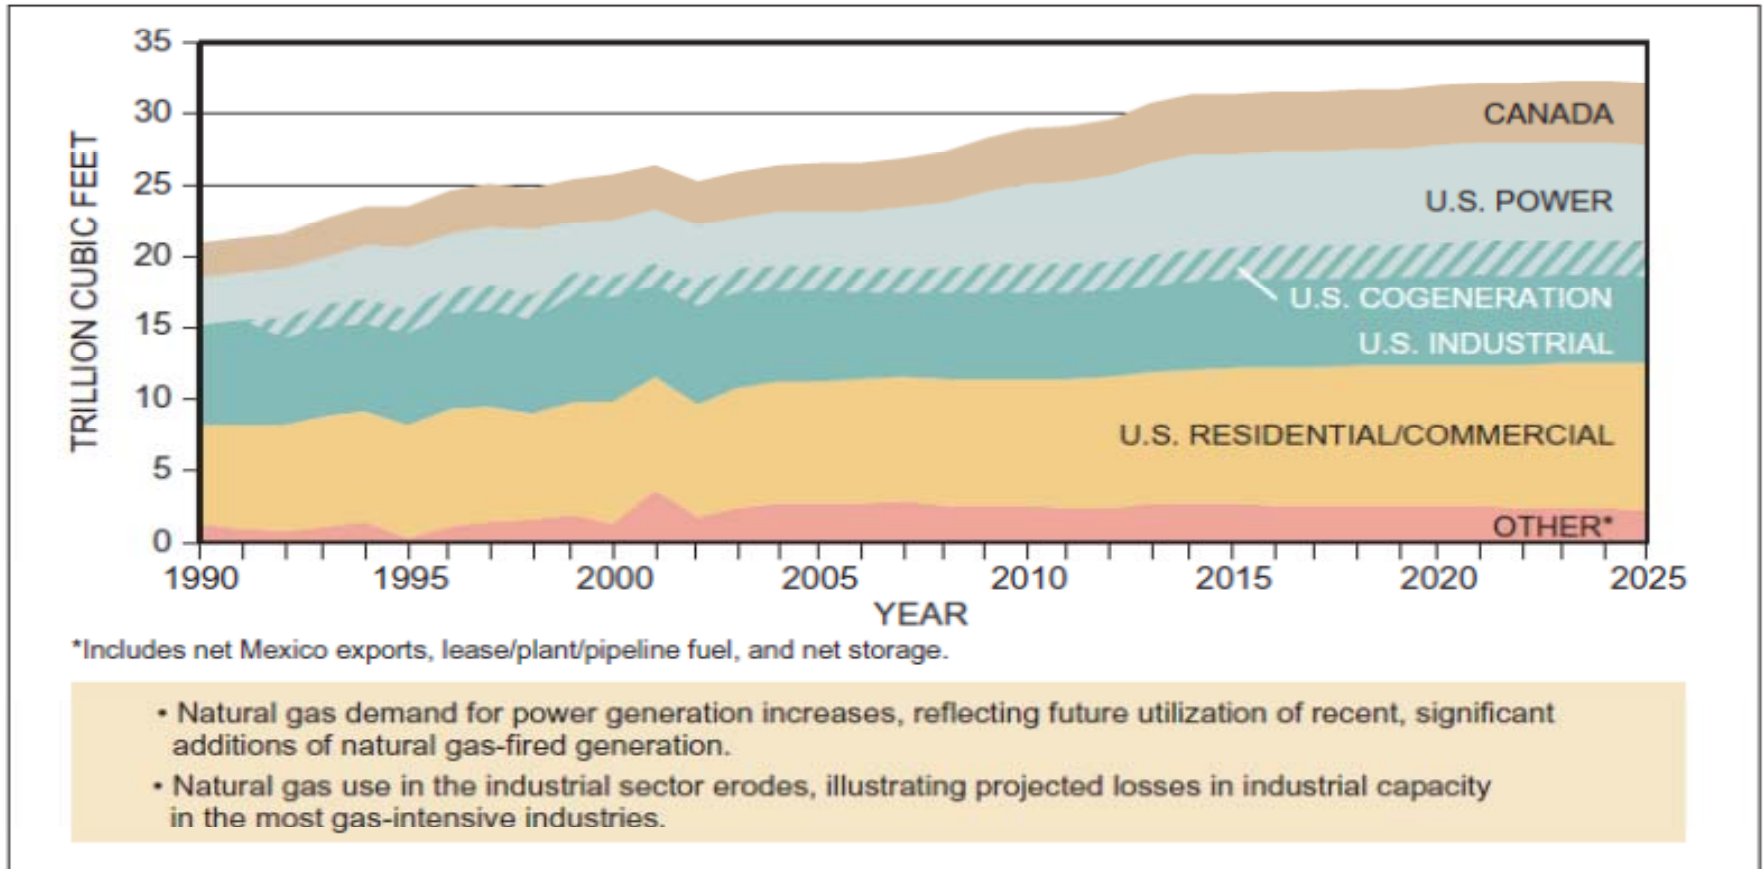 35
30
25
20
15
10
5
0
TRILLION CUBIC FEET
CANADA
U.S. POWER
U.S. COGENERATION
U.S. INDUSTRIAL
U.S. RESIDENTIAL/COMMERCIAL
OTHER*
1990 1995 2000 2005 2010 2015 2020 2025
YEAR
*Includes net Mexico exports, lease/plant/pipeline fuel, and net storage.
• Natural gas demand for power generation increases, reflecting future utilization of recent, significant
additions of natural gas-fired generation.
• Natural gas use in the industrial sector erodes, illustrating projected losses in industrial capacity
in the most gas-intensive industries.